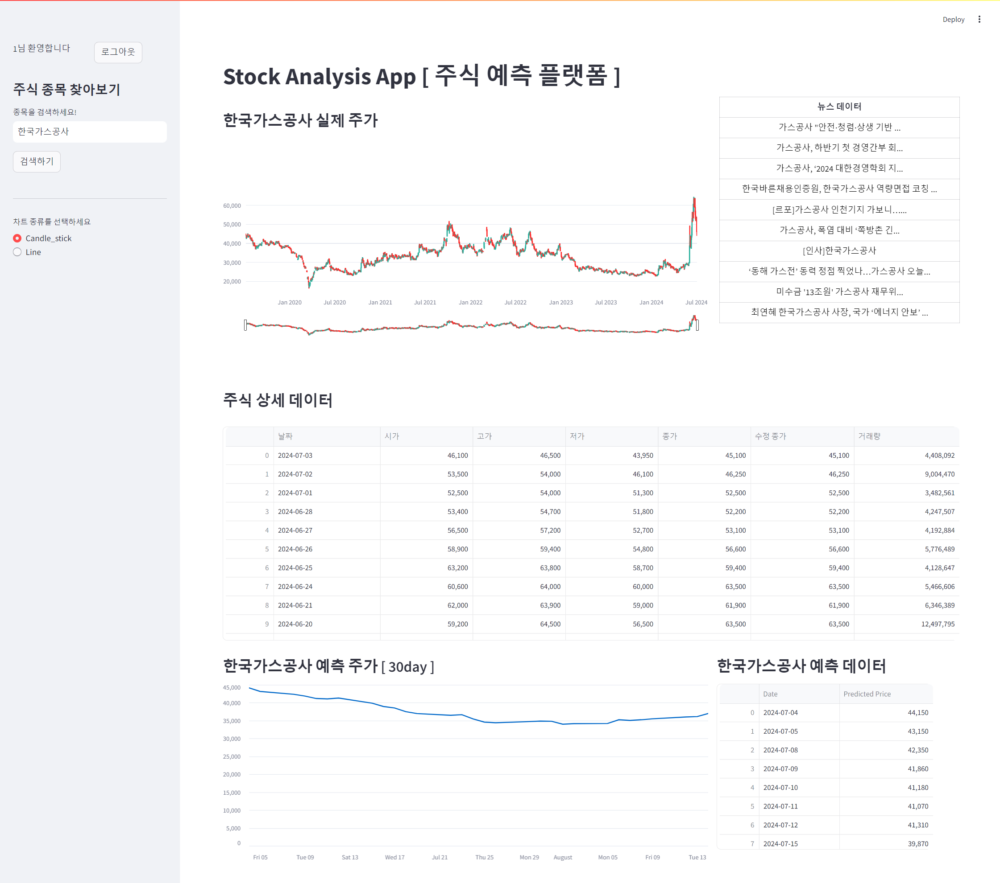 Deploy
1님 환영합니다
로그아웃
주식 종목 찾아보기
종목을 검색하세요!
한국가스공사
검색하기
차트 종류를 선택하세요
Candle_stick
Line
Stock Analysis App [ 주식 예측 플랫폼 ]
한국가스공사 실제 주가
60,000
50,000
40,000
30,000
20,000
Jan 2020 Jul 2020 Jan 2021 Jul 2021 Jan 2022 Jul 2022 Jan 2023 Jul 2023 Jan 2024 Jul 2024
뉴스 데이터
가스공사 "안전·청렴·상생 기반 ...
가스공사, 하반기 첫 경영간부 회...
가스공사, ‘2024 대한경영학회 지...
한국바른채용인증원, 한국가스공사 역량면접 코칭 ...
[르포]가스공사 인천기지 가보니…...
가스공사, 폭염 대비 ‘쪽방촌 긴...
[인사]한국가스공사
‘동해 가스전’ 동력 정점 찍었나…가스공사 오늘...
미수금 '13조원' 가스공사 재무위...
최연혜 한국가스공사 사장, 국가 ‘에너지 안보’ ...
주식 상세 데이터
날짜 시가 고가 저가 종가 수정 종가 거래량
0 2024-07-03 46,100 46,500 43,950 45,100 45,100 4,408,092
1 2024-07-02 53,500 54,000 46,100 46,250 46,250 9,004,470
2 2024-07-01 52,500 54,000 51,300 52,500 52,500 3,482,561
3 2024-06-28 53,400 54,700 51,800 52,200 52,200 4,247,507
4 2024-06-27 56,500 57,200 52,700 53,100 53,100 4,192,884
5 2024-06-26 58,900 59,400 54,800 56,600 56,600 5,776,489
6 2024-06-25 63,200 63,800 58,700 59,400 59,400 4,128,647
7 2024-06-24 60,600 64,000 60,000 63,500 63,500 5,466,606
8 2024-06-21 62,000 63,900 59,000 61,900 61,900 6,346,389
9 2024-06-20 59,200 64,500 56,500 63,500 63,500 12,497,795
한국가스공사 예측 주가 [ 30day ]
45,000
40,000
35,000
30,000
25,000
20,000
15,000
10,000
5,000
0
Fri 05 Tue 09 Sat 13 Wed 17 Jul 21 Thu 25 Mon 29 August Mon 05 Fri 09 Tue 13
한국가스공사 예측 데이터
Date Predicted Price
0 2024-07-04 44,150
1 2024-07-05 43,150
2 2024-07-08 42,350
3 2024-07-09 41,860
4 2024-07-10 41,180
5 2024-07-11 41,070
6 2024-07-12 41,310
7 2024-07-15 39,870